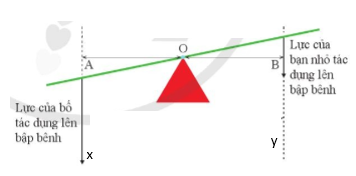 O
A
B
Lực của
bạn nhỏ tác
dụng lên
bập bênh
Lực của bố
tác dụng lên
bập bênh
x
y